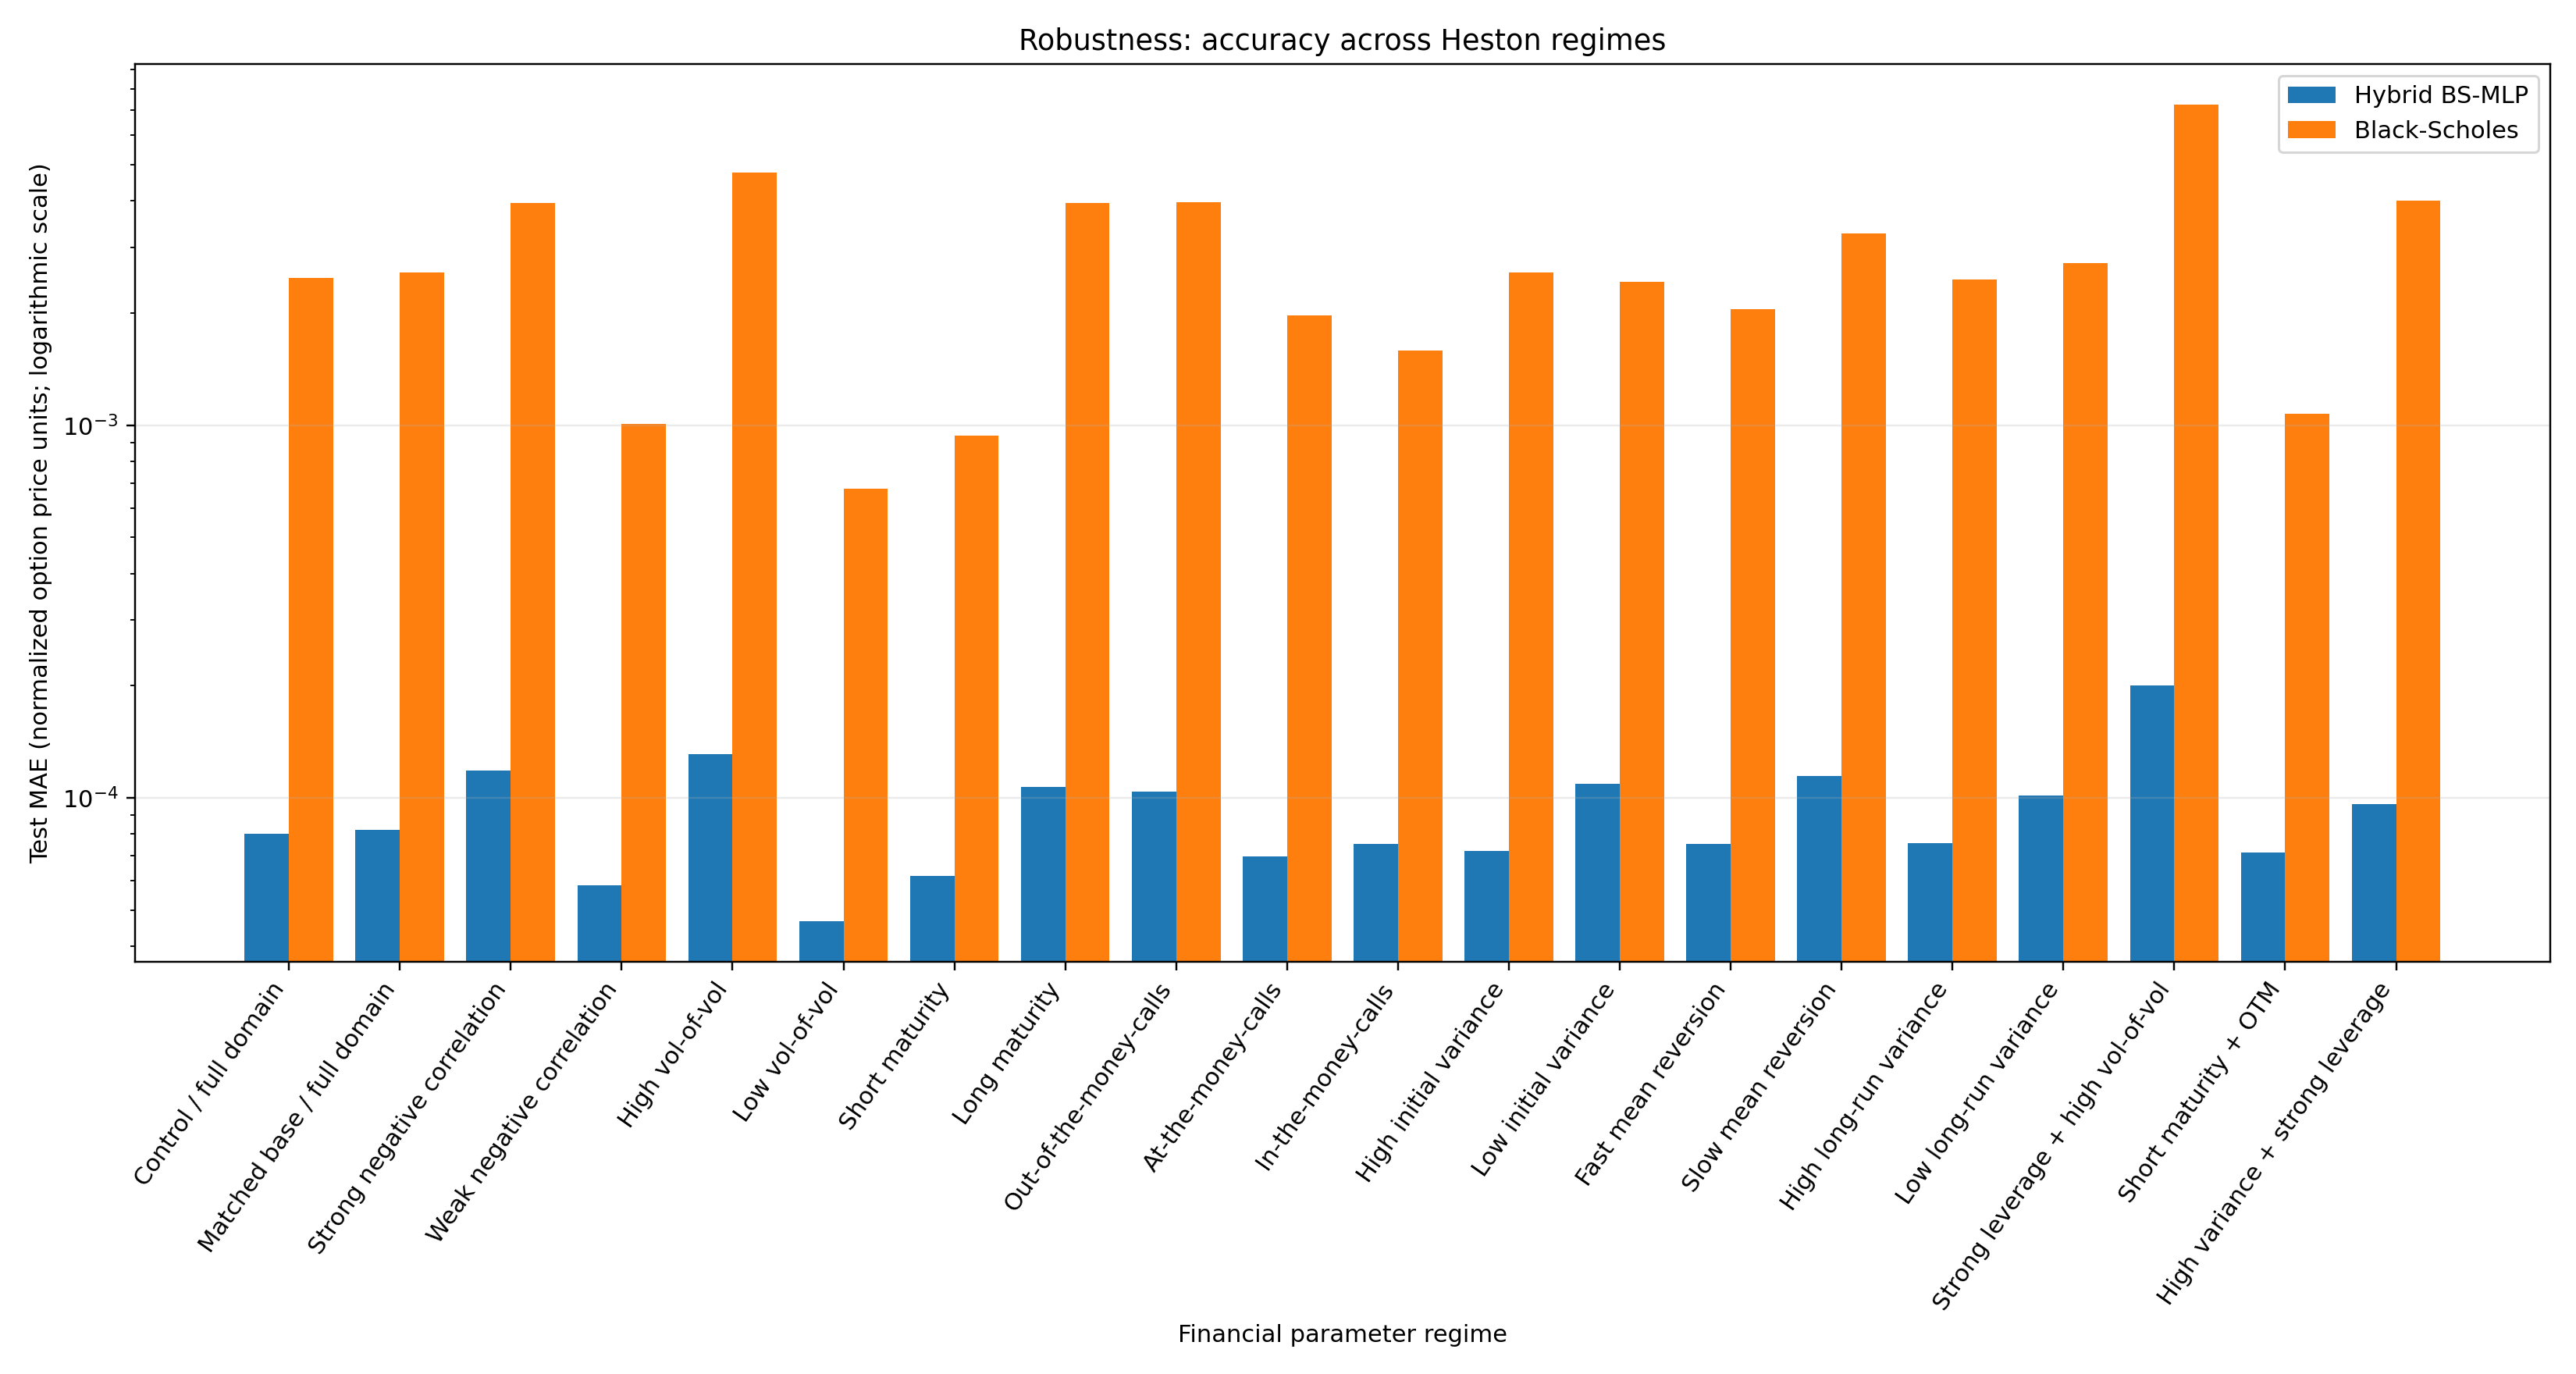 Robustness: accuracy across Heston regimes
Hybrid BS-MLP
Black-Scholes
Test MAE (normalized option price units; logarithmic scale)
10⁻³
10⁻⁴
Control / full domain
Matched base / full domain
Strong negative correlation
Weak negative correlation
High vol-of-vol
Low vol-of-vol
Short maturity
Long maturity
Out-of-the-money-calls
At-the-money-calls
In-the-money-calls
High initial variance
Low initial variance
Fast mean reversion
Slow mean reversion
High long-run variance
Low long-run variance
Strong leverage + high vol-of-vol
Short maturity + OTM
High variance + strong leverage
Financial parameter regime